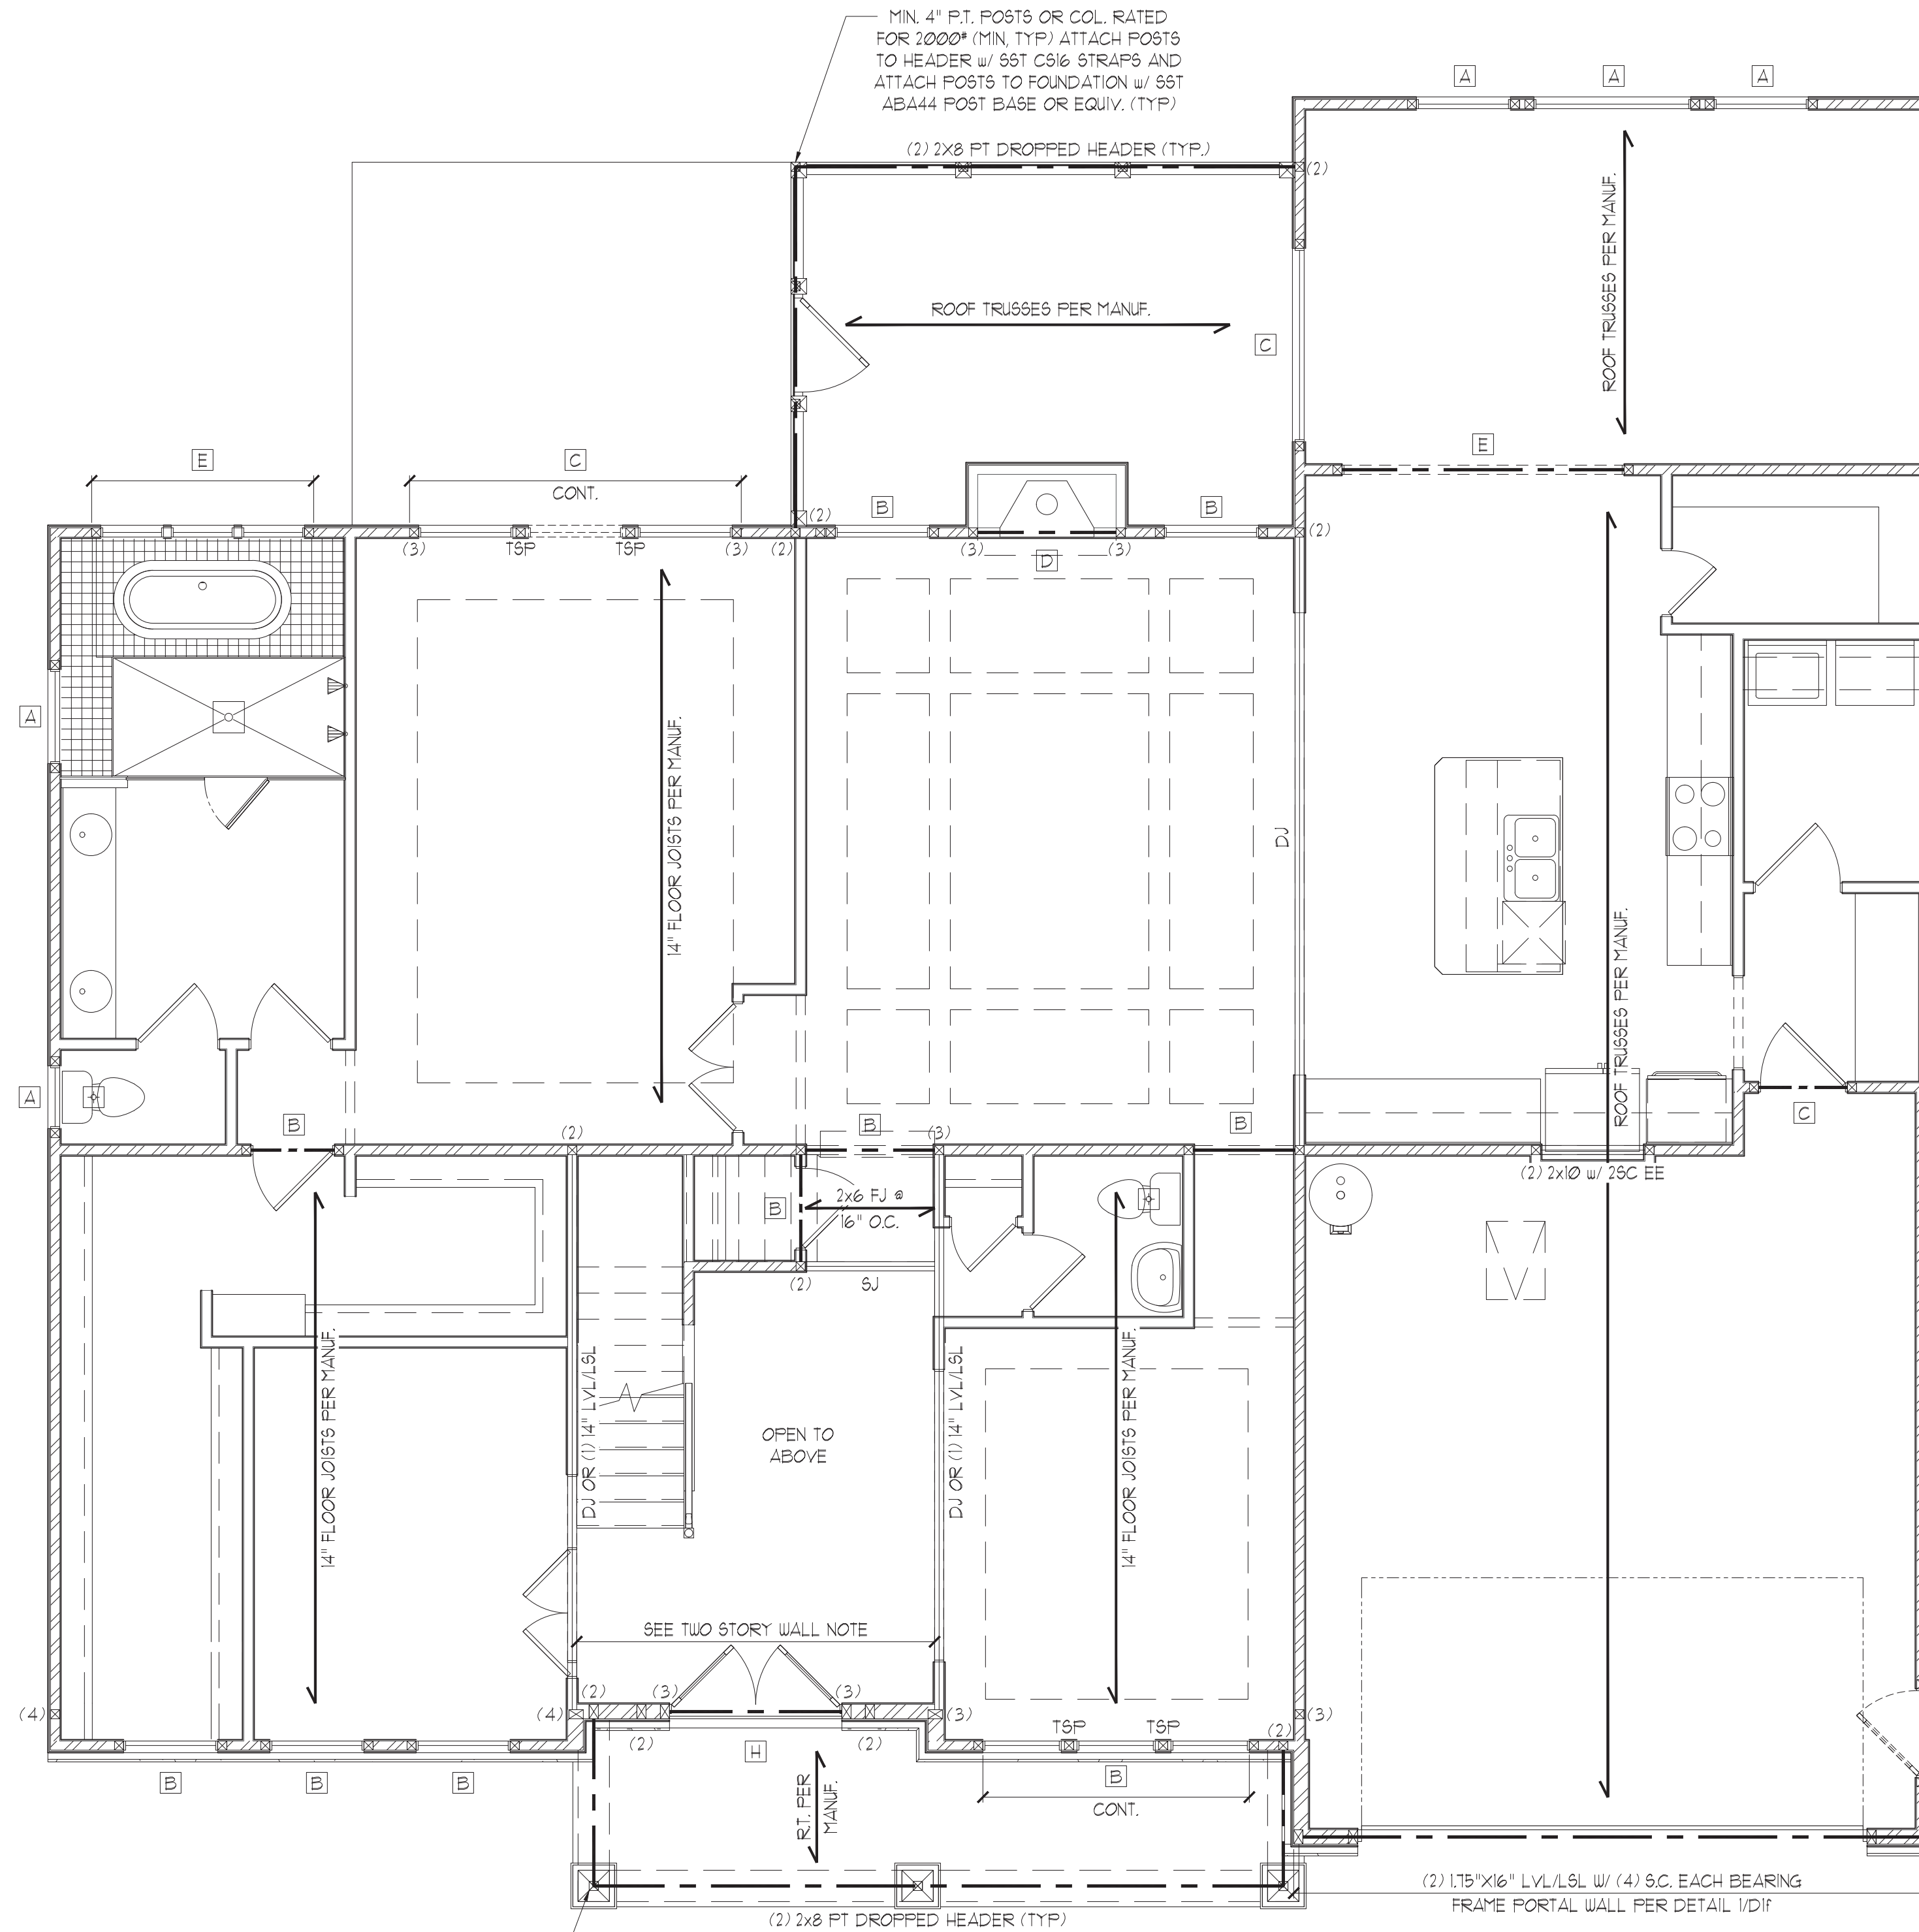 MIN. 4" P.T. POSTS OR COL. RATED
FOR 2000# (MIN, TYP) ATTACH POSTS
TO HEADER w/ SST CS16 STRAPS AND
ATTACH POSTS TO FOUNDATION w/ SST
ABA44 POST BASE OR EQUIV. (TYP)
A
A
A
(2) 2X8 PT DROPPED HEADER (TYP.)
(2)
ROOF TRUSSES PER MANUF.
ROOF TRUSSES PER MANUF.
C
E
C
CONT.
E
B
B
(2)
(3)
TSP
TSP
(3)
(2)
(3)
D
(3)
(2)
A
14" FLOOR JOISTS PER MANUF.
DJ
ROOF TRUSSES PER MANUF.
ROOF TRUSSES PER MANUF.
A
B
(2)
B
(3)
B
C
(2) 2x10 w/ 2SC EE
B
2x6 FJ @
16" O.C.
(2)
SJ
14" FLOOR JOISTS PER MANUF.
DJ OR (1) 14" LVL/LSL
OPEN TO
ABOVE
DJ OR (1) 14" LVL/LSL
14" FLOOR JOISTS PER MANUF.
SEE TWO STORY WALL NOTE
(4)
(4)
(2)
(3)
(3)
(3)
(3)
(2)
(2)
H
TSP
TSP
(2)
B
B
B
B
CONT.
R.T. PER
MANUF.
(2) 2x8 PT DROPPED HEADER (TYP)
(2) 1.75"X16" LVL/LSL W/ (4) S.C. EACH BEARING
FRAME PORTAL WALL PER DETAIL 1/D1f